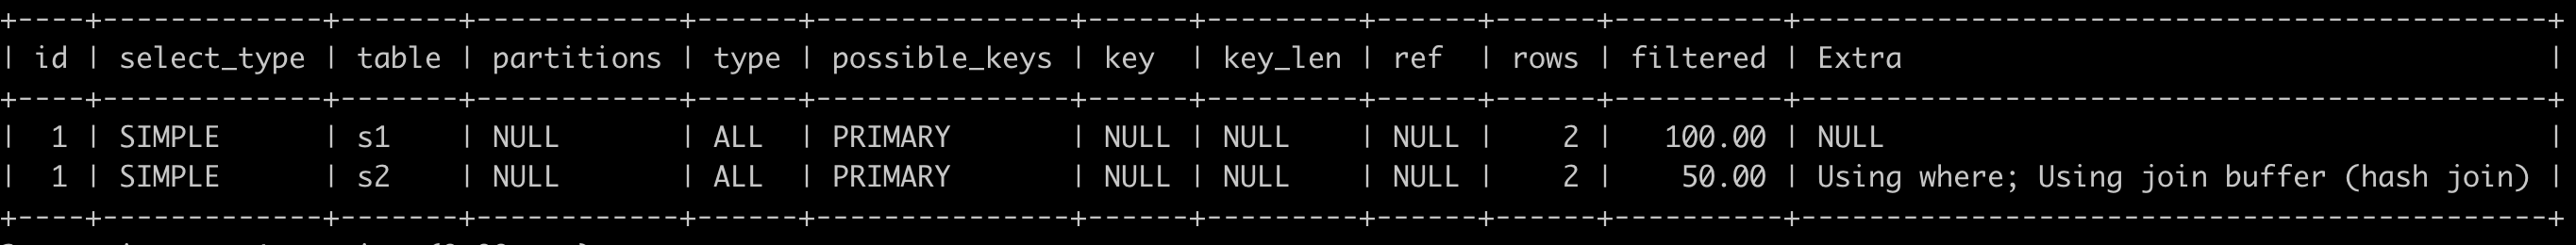 +----+-------------+-------+------------+------+---------------+------+---------+------+------+----------+--------------------------------------------+
| id | select_type | table | partitions | type | possible_keys | key  | key_len | ref  | rows | filtered | Extra                                      |
+----+-------------+-------+------------+------+---------------+------+---------+------+------+----------+--------------------------------------------+
|  1 | SIMPLE      | s1    | NULL       | ALL  | PRIMARY       | NULL | NULL    | NULL |    2 |   100.00 | NULL                                       |
|  1 | SIMPLE      | s2    | NULL       | ALL  | PRIMARY       | NULL | NULL    | NULL |    2 |    50.00 | Using where; Using join buffer (hash join) |
+----+-------------+-------+------------+------+---------------+------+---------+------+------+----------+--------------------------------------------+